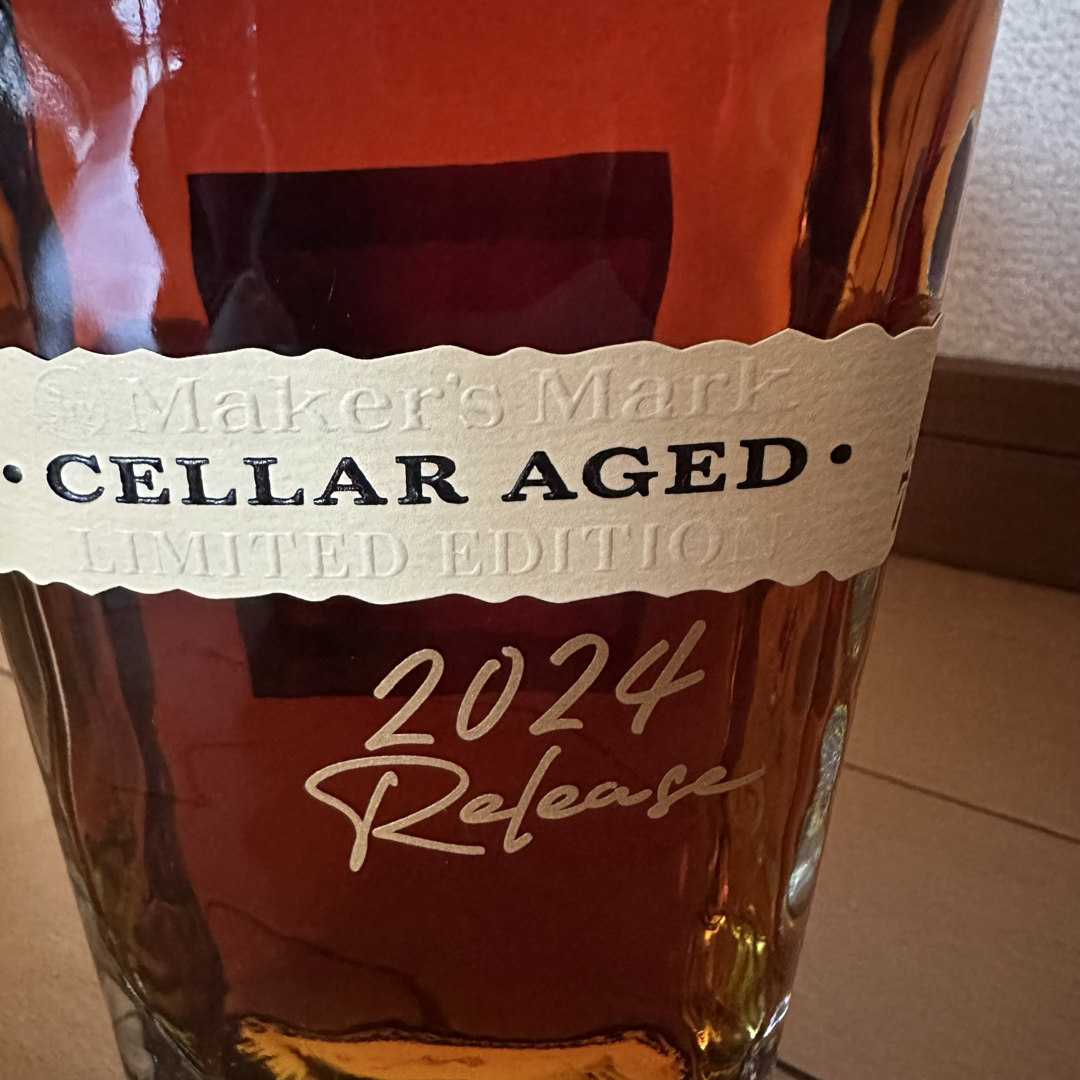 Maker's Mark
• CELLAR AGED •
LIMITED EDITION
2024
Release